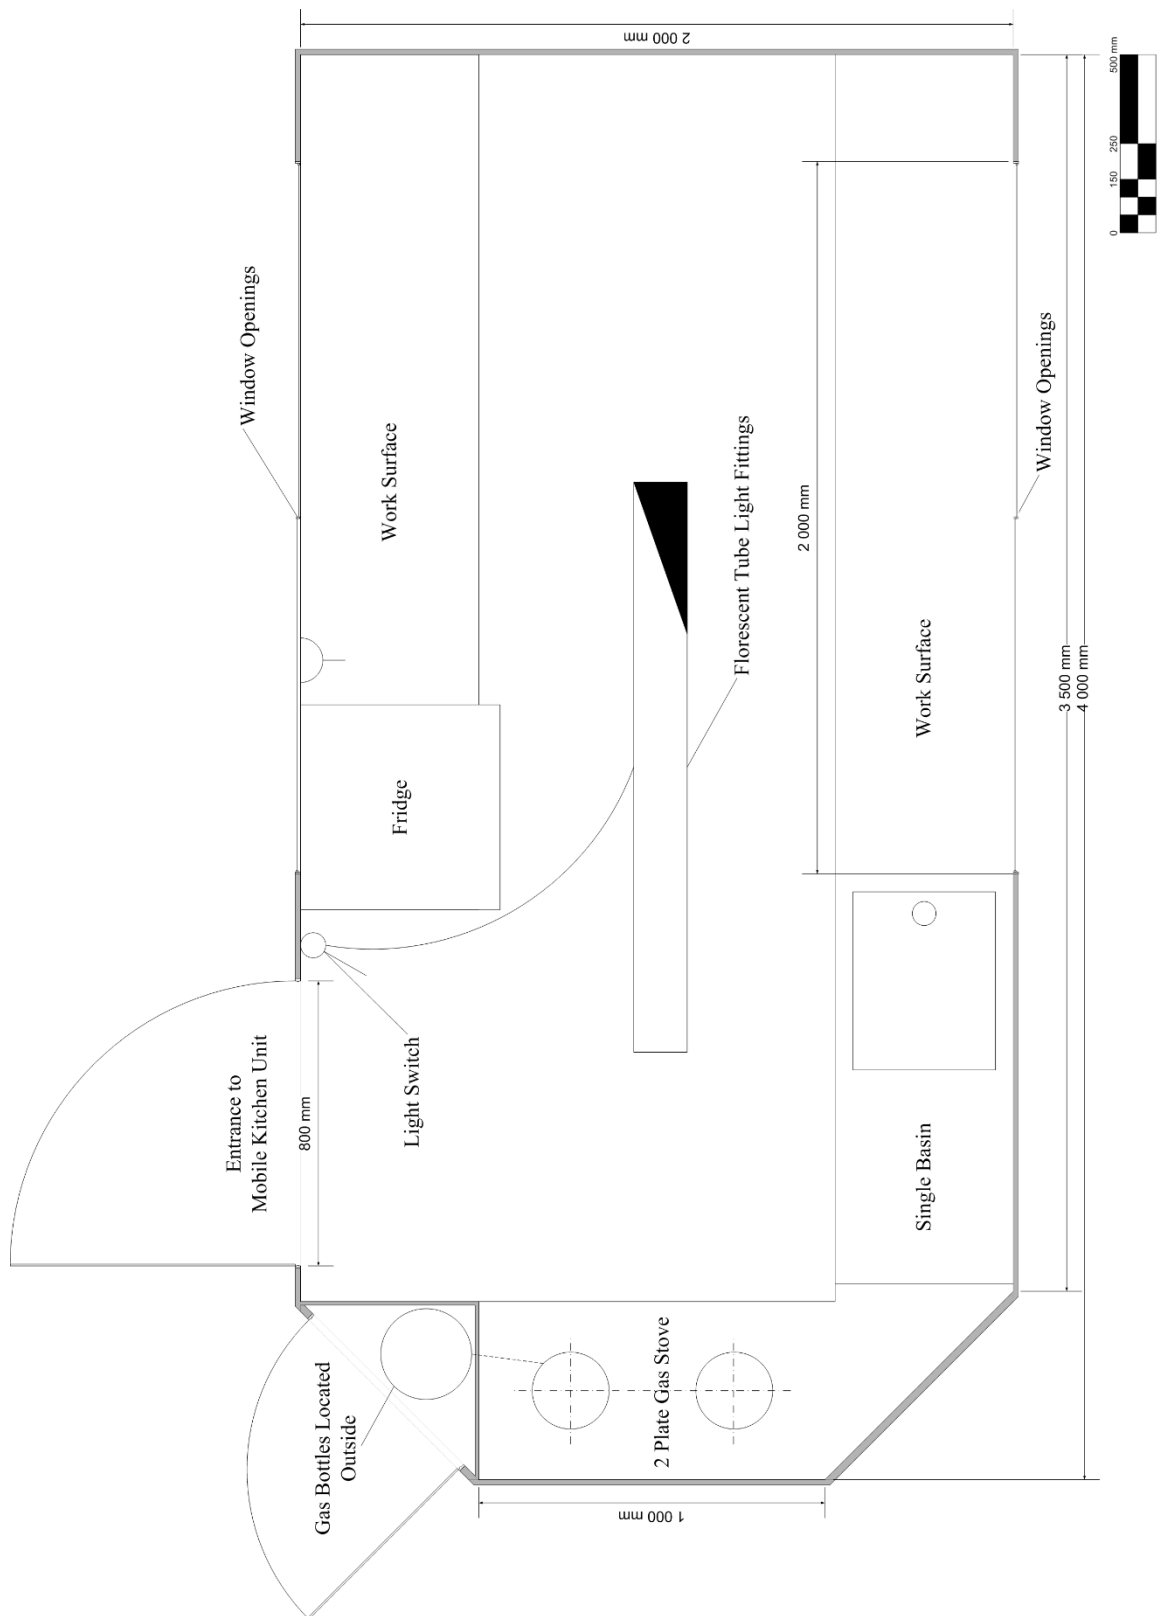 2 000 mm
500 mm
250
150
0
Window Openings
Window Openings
Work Surface
Florescent Tube Light Fittings
2 000 mm
Work Surface
3 500 mm
4 000 mm
Fridge
Entrance to
Mobile Kitchen Unit
800 mm
Light Switch
Single Basin
Gas Bottles Located
Outside
2 Plate Gas Stove
1 000 mm